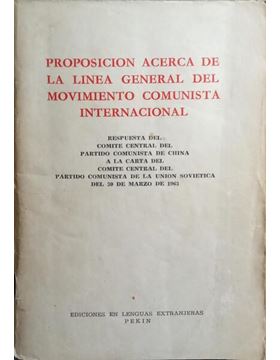 PROPOSICION ACERCA DE
LA LINEA GENERAL DEL
MOVIMIENTO COMUNISTA
INTERNACIONAL
RESPUESTA DEL
COMITE CENTRAL DEL
PARTIDO COMUNISTA DE CHINA
A LA CARTA DEL
COMITE CENTRAL DEL
PARTIDO COMUNISTA DE LA UNION SOVIETICA
DEL 30 DE MARZO DE 1963
EDICIONES EN LENGUAS EXTRANJERAS
PEKIN